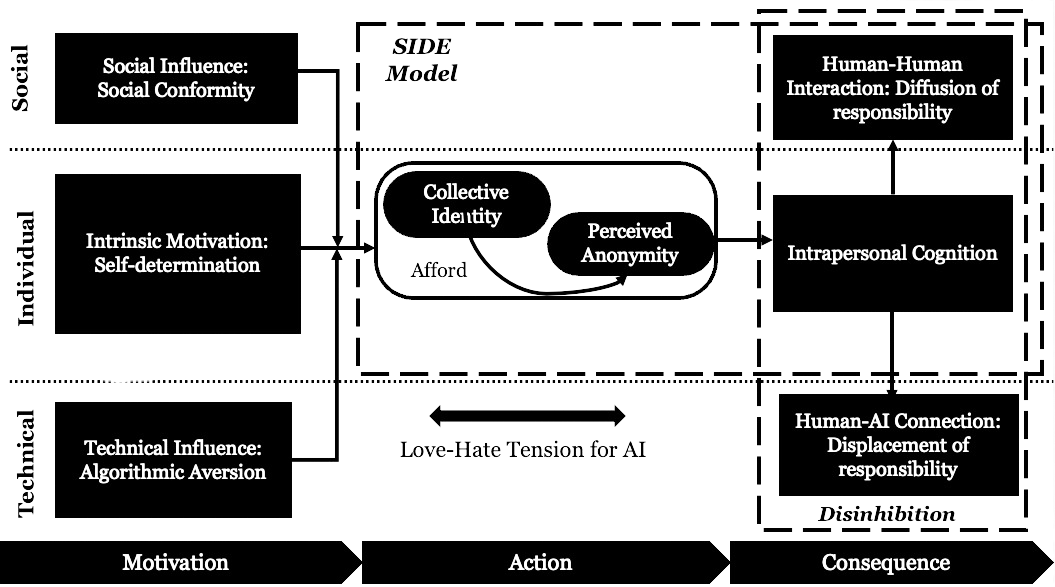 Social
Social Influence:
Social Conformity
SIDE
Model
Human-Human
Interaction: Diffusion of
responsibility
Individual
Intrinsic Motivation:
Self-determination
Collective
Identity
Perceived
Anonymity
Afford
Intrapersonal Cognition
Technical
Technical Influence:
Algorithmic Aversion
Love-Hate Tension for AI
Human-AI Connection:
Displacement of
responsibility
Disinhibition
Motivation
Action
Consequence